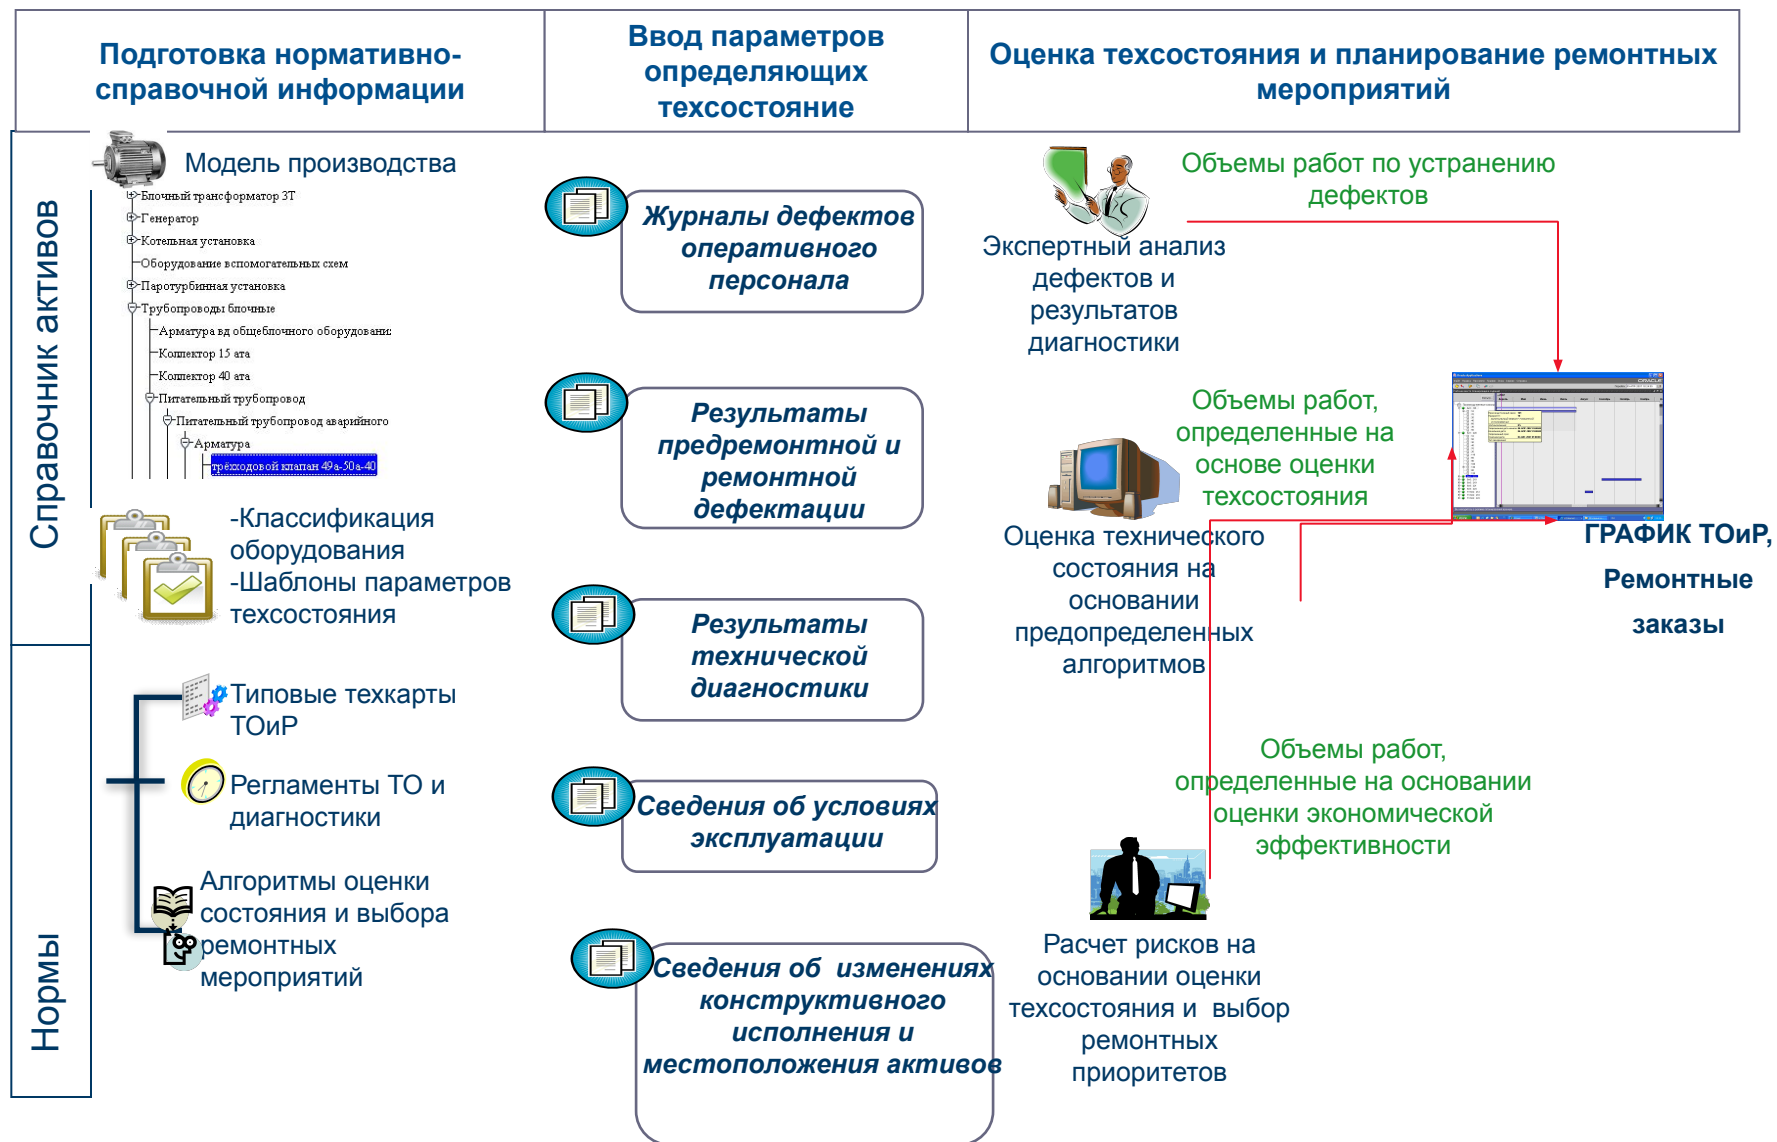 Подготовка нормативно-
справочной информации
Ввод параметров
определяющих
техсостояние
Оценка техсостояния и планирование ремонтных
мероприятий
Справочник активов
Модель производства
Блочный трансформатор 3Т
Генератор
Котельная установка
Оборудование вспомогательных схем
Паротурбинная установка
Трубопроводы блочные
Арматура вд общеблочного оборудовани
Коллектор 15 ата
Коллектор 40 ата
Питательный трубопровод
Питательный трубопровод аварийного
Арматура
трёхходовой клапан 49а-50а-40
-Классификация
оборудования
-Шаблоны параметров
техсостояния
Нормы
Типовые техкарты
ТОиР
Регламенты ТО и
диагностики
Алгоритмы оценки
состояния и выбора
ремонтных
мероприятий
Журналы дефектов
оперативного
персонала
Результаты
предремонтной и
ремонтной
дефектации
Результаты
технической
диагностики
Сведения об условиях
эксплуатации
Сведения об  изменениях
конструктивного
исполнения и
местоположения активов
Экспертный анализ
дефектов и
результатов
диагностики
Объемы работ по устранению
дефектов
Объемы работ,
определенные на
основе оценки
техсостояния
Оценка технического
состояния на
основании
предопределенных
алгоритмов
Объемы работ,
определенные на основании
оценки экономической
эффективности
Расчет рисков на
основании оценки
техсостояния и  выбор
ремонтных
приоритетов
ORACLE
ГРАФИК ТОиР,
Ремонтные
заказы